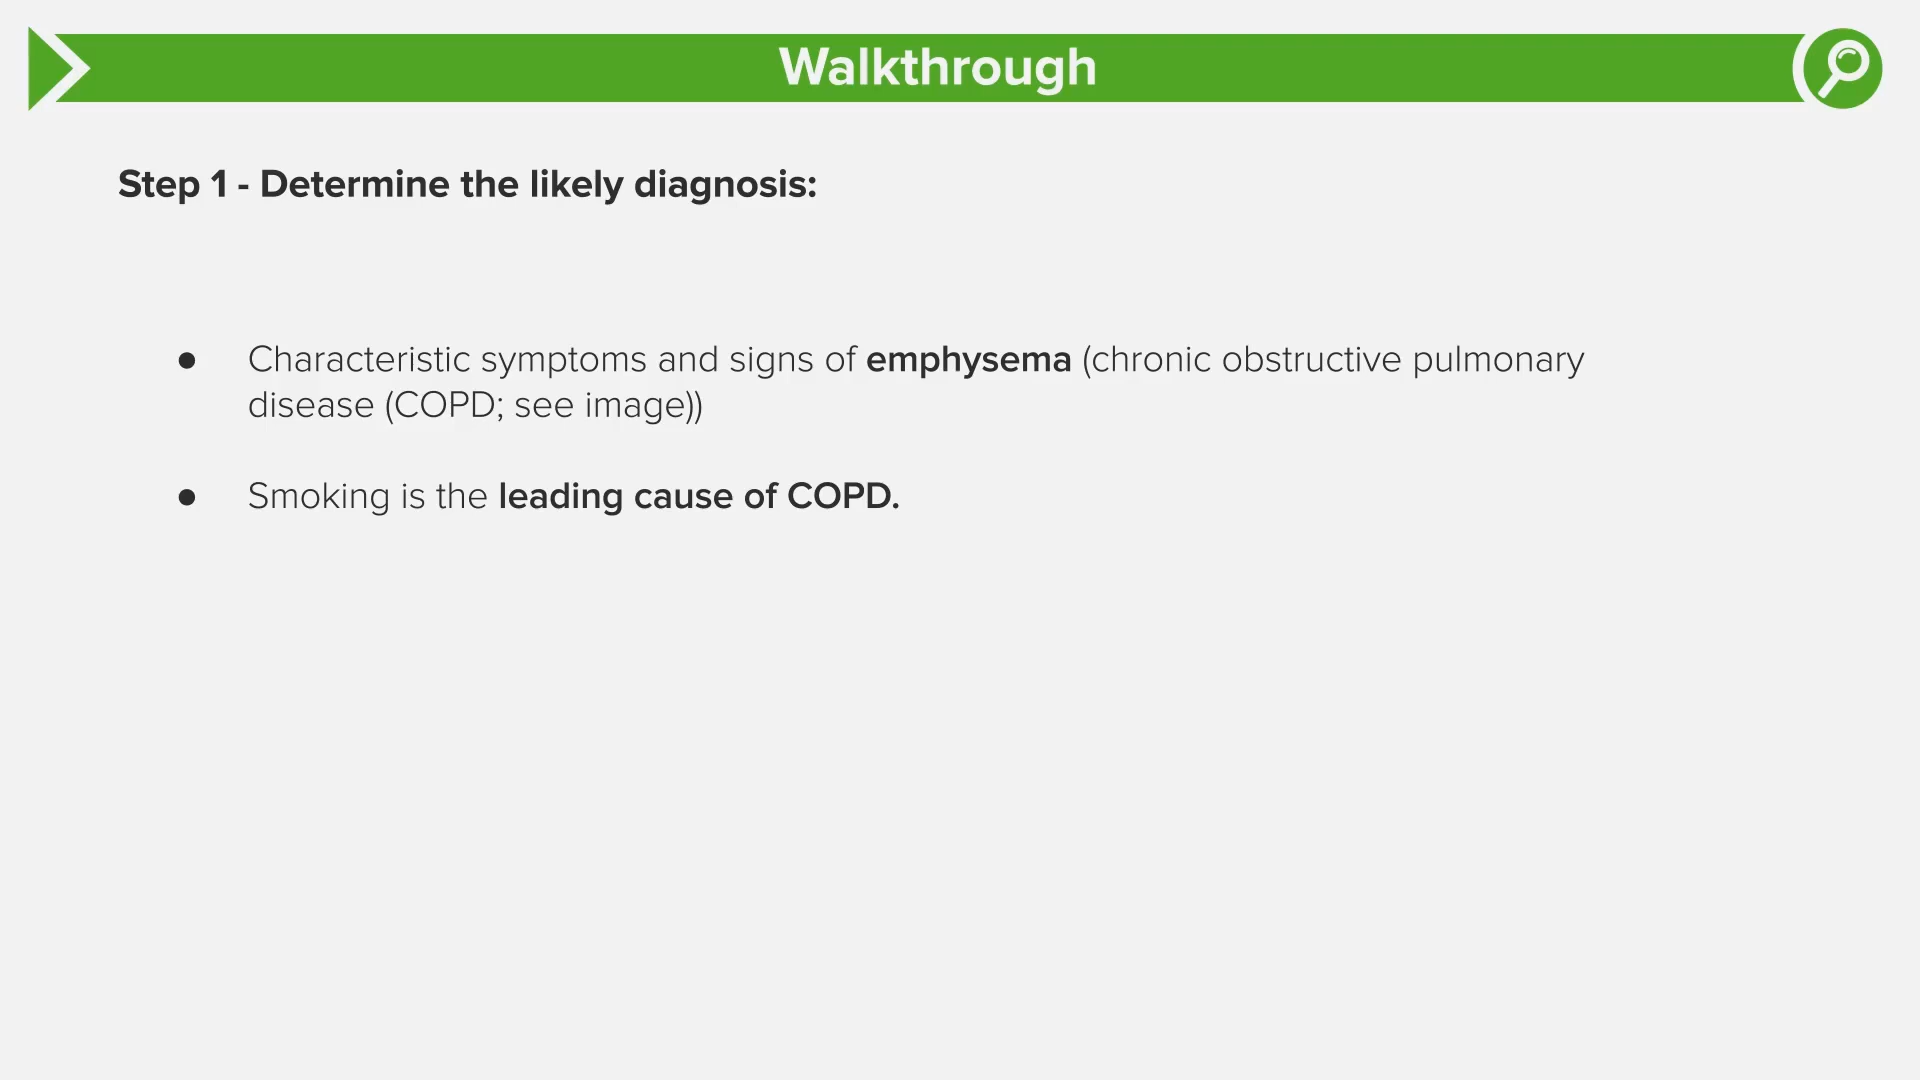 Walkthrough
Step 1 - Determine the likely diagnosis:
● Characteristic symptoms and signs of emphysema (chronic obstructive pulmonary
disease (COPD; see image))
● Smoking is the leading cause of COPD.